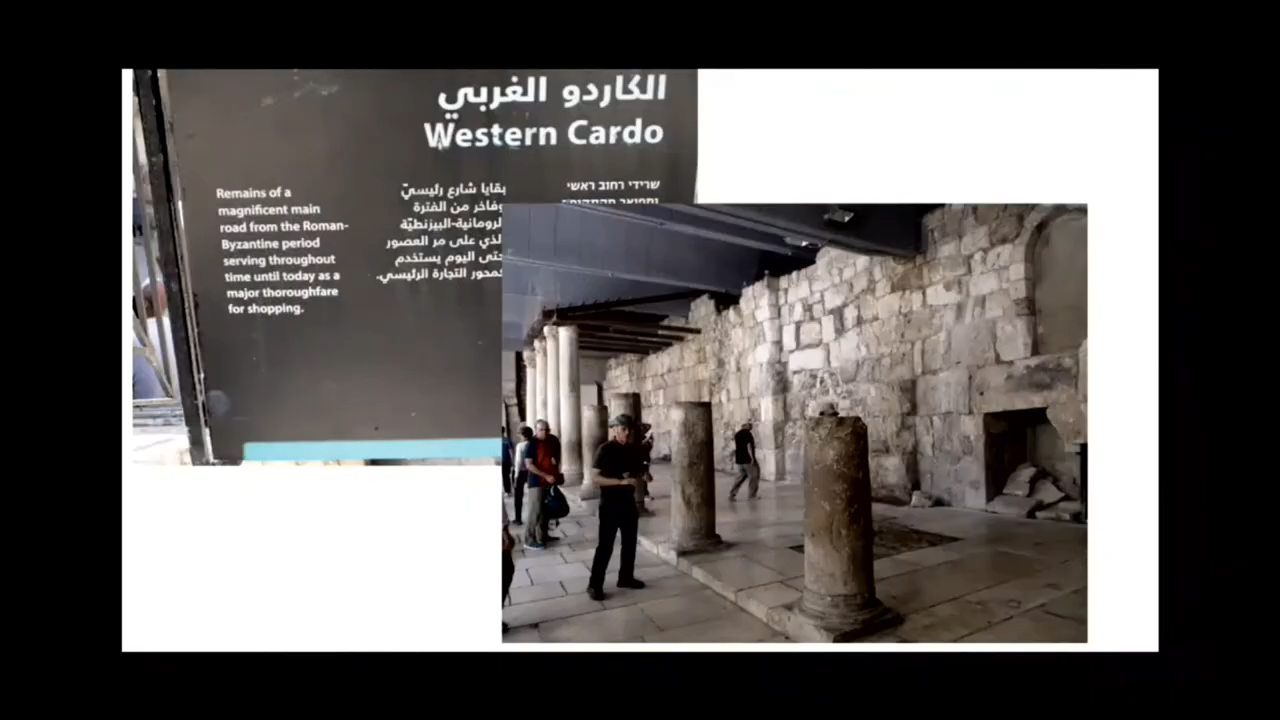 الكاردو الغربي
Western Cardo
Remains of a
magnificent main
road from the Roman-
Byzantine period
serving throughout
time until today as a
major thoroughfare
for shopping.
بقايا شارع رئيسيّ
وفاخر من الفترة
الرومانية-البيزنطيّة
الذي على مر العصور
حتى اليوم يستخدم
كمحور التجارة الرئيسي.
שרידי רחוב ראשי